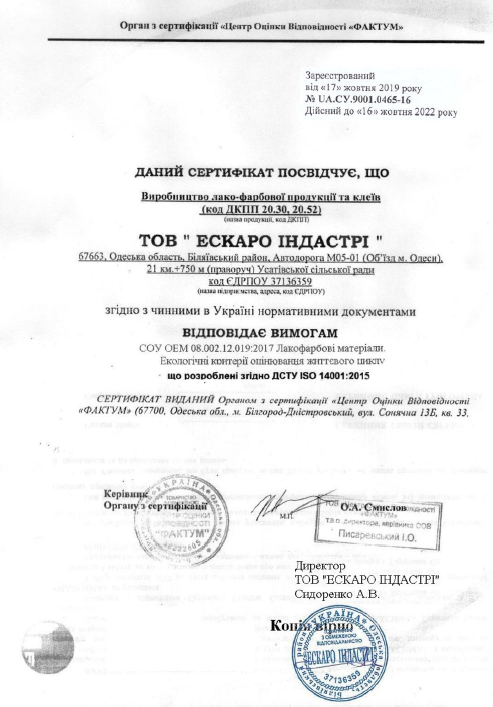 Орган з сертифікації «Центр Оцінки Відповідності «ФАКТУМ»
Зареєстрований
від «17» жовтня 2019 року
№ UA.СУ.9001.0465-16
Дійсний до «16» жовтня 2022 року
ДАНИЙ СЕРТИФІКАТ ПОСВІДЧУЄ, ЩО
Виробництво лако-фарбової продукції та клеїв
(код ДКПП 20.30, 20.52)
(назва продукції, код ДКПП)
ТОВ " ЕСКАРО ІНДАСТРІ "
67663, Одеська область, Біляївський район, Автодорога М05-01 (Об'їзд м. Одеси),
21 км.+750 м (праворуч) Усатівської сільської ради
код ЄДРПОУ 37136359
(назва підприємства, адреса, код ЄДРПОУ)
згідно з чинними в Україні нормативними документами
ВІДПОВІДАЄ ВИМОГАМ
СОУ ОЕМ 08.002.12.019:2017 Лакофарбові матеріали.
Екологічні критерії оцінювання життєвого циклу
що розроблені згідно ДСТУ ISO 14001:2015
СЕРТИФІКАТ ВИДАНИЙ Органом з сертифікації «Центр Оцінки Відповідності
«ФАКТУМ» (67700, Одеська обл., м. Білгород-Дністровський, вул. Сонячна 13Б, кв. 33.
Керівник
Органу з сертифікації
УКРАЇНА
"ФАКТУМ"
М.П.
О.А. Смислов
"ФАКТУМ"
т.в.п. директора, керівника ООВ
Писаревський І.О.
Директор
ТОВ "ЕСКАРО ІНДАСТРІ"
Сидоренко А.В.
Копія вірно
УКРАЇНА
З ОБМЕЖЕНОЮ
ВІДПОВІДАЛЬНІСТЮ
"ЕСКАРО ІНДАСТРІ"
37136359